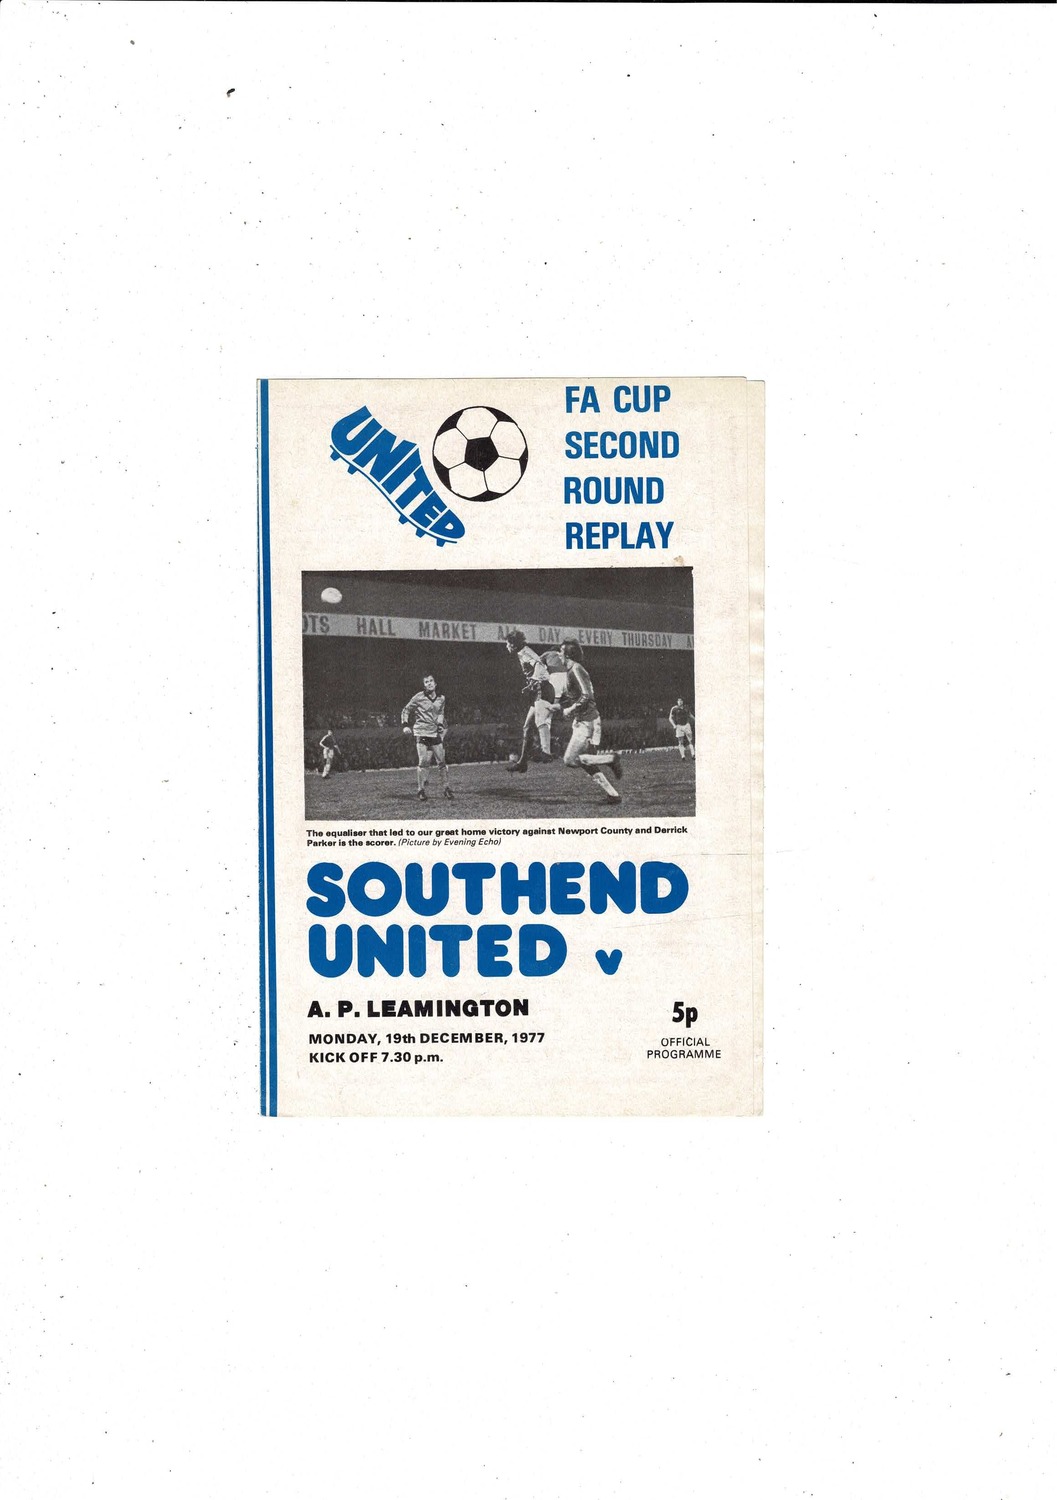 UNITED
FA CUP
SECOND
ROUND
REPLAY
OTS HALL MARKET ALL DAY EVERY THURSDAY A
The equaliser that led to our great home victory against Newport County and Derrick
Parker is the scorer. (Picture by Evening Echo)
SOUTHEND
UNITED v
A. P. LEAMINGTON
MONDAY, 19th DECEMBER, 1977
KICK OFF 7.30 p.m.
5p
OFFICIAL
PROGRAMME